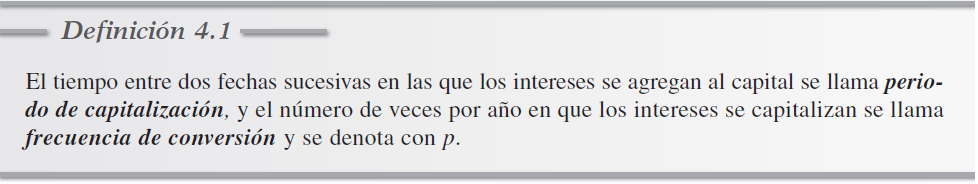 Definición 4.1
El tiempo entre dos fechas sucesivas en las que los intereses se agregan al capital se llama perio-
do de capitalización, y el número de veces por año en que los intereses se capitalizan se llama
frecuencia de conversión y se denota con p.